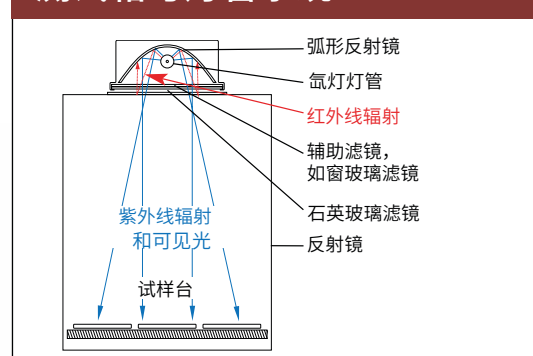 弧形反射镜
氙灯灯管
红外线辐射
辅助滤镜，
如窗玻璃滤镜
石英玻璃滤镜
反射镜
紫外线辐射
和可见光
试样台